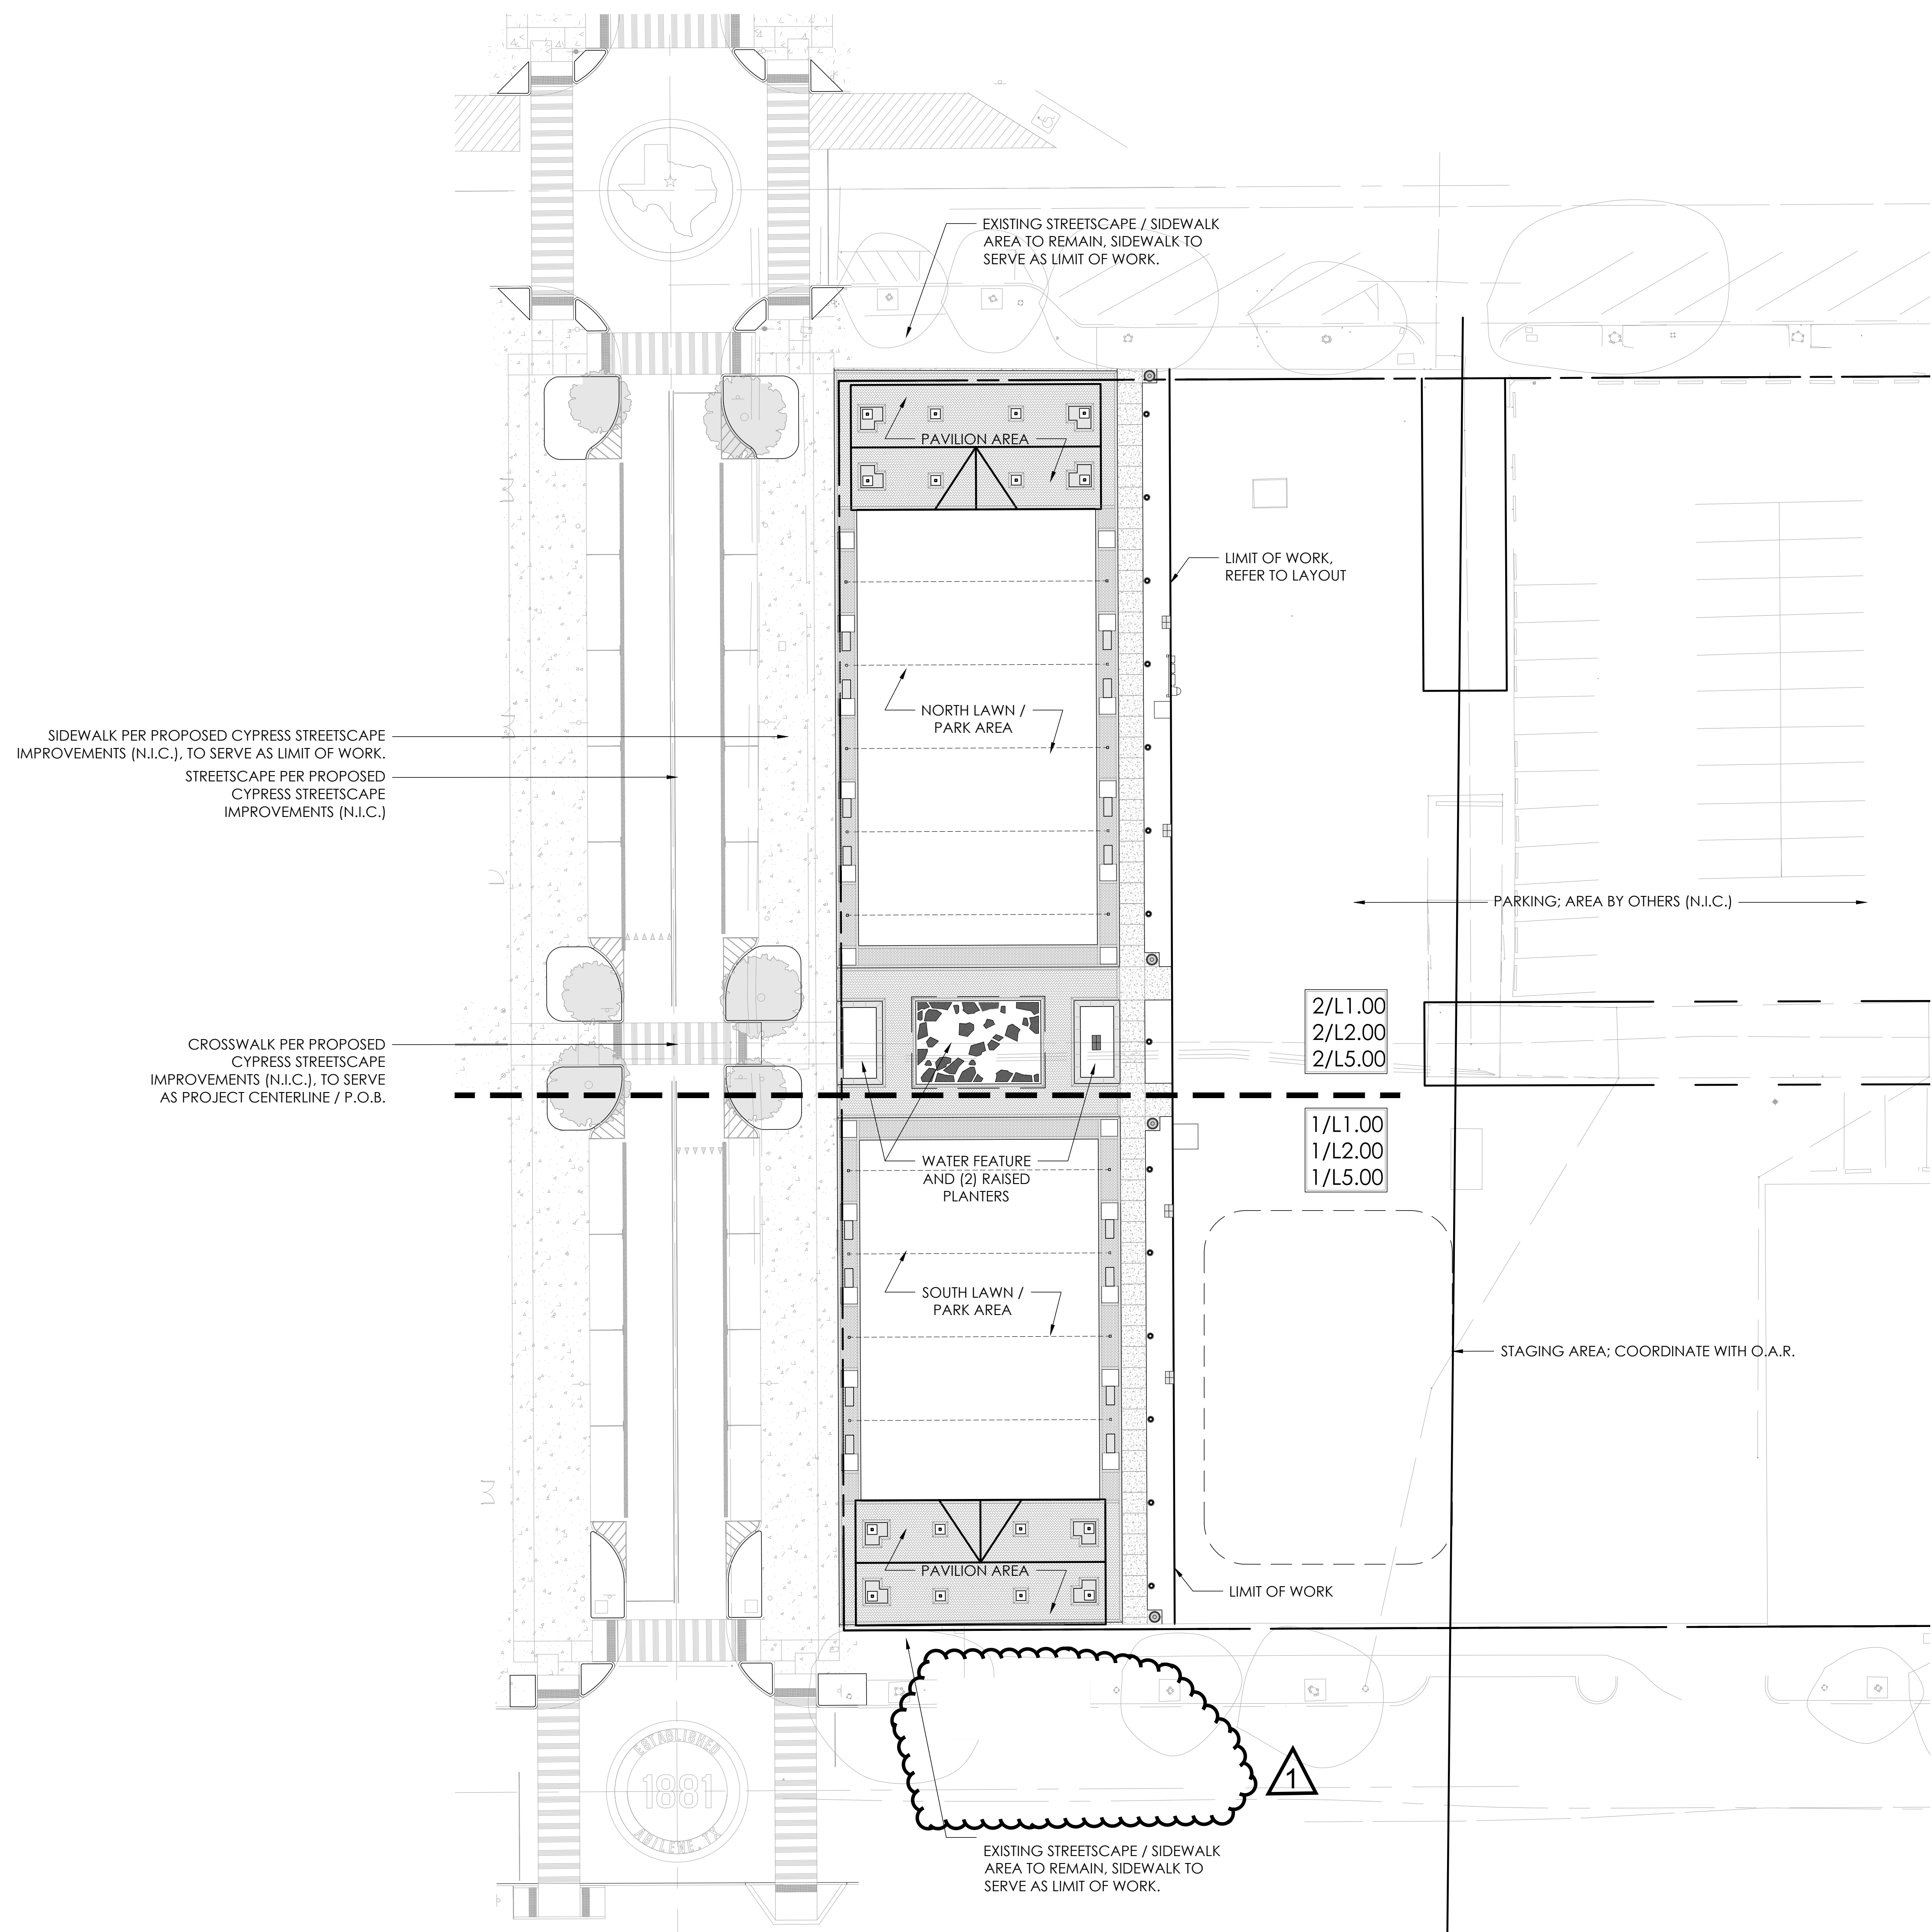 EXISTING STREETSCAPE / SIDEWALK
AREA TO REMAIN, SIDEWALK TO
SERVE AS LIMIT OF WORK.
PAVILION AREA
LIMIT OF WORK,
REFER TO LAYOUT
NORTH LAWN /
PARK AREA
SIDEWALK PER PROPOSED CYPRESS STREETSCAPE
IMPROVEMENTS (N.I.C.), TO SERVE AS LIMIT OF WORK.
STREETSCAPE PER PROPOSED
CYPRESS STREETSCAPE
IMPROVEMENTS (N.I.C.)
PARKING; AREA BY OTHERS (N.I.C.)
2/L1.00
2/L2.00
2/L5.00
CROSSWALK PER PROPOSED
CYPRESS STREETSCAPE
IMPROVEMENTS (N.I.C.), TO SERVE
AS PROJECT CENTERLINE / P.O.B.
1/L1.00
1/L2.00
1/L5.00
WATER FEATURE
AND (2) RAISED
PLANTERS
SOUTH LAWN /
PARK AREA
STAGING AREA; COORDINATE WITH O.A.R.
PAVILION AREA
LIMIT OF WORK
ESTABLISHED
1881
ABILENE, TX
1
EXISTING STREETSCAPE / SIDEWALK
AREA TO REMAIN, SIDEWALK TO
SERVE AS LIMIT OF WORK.